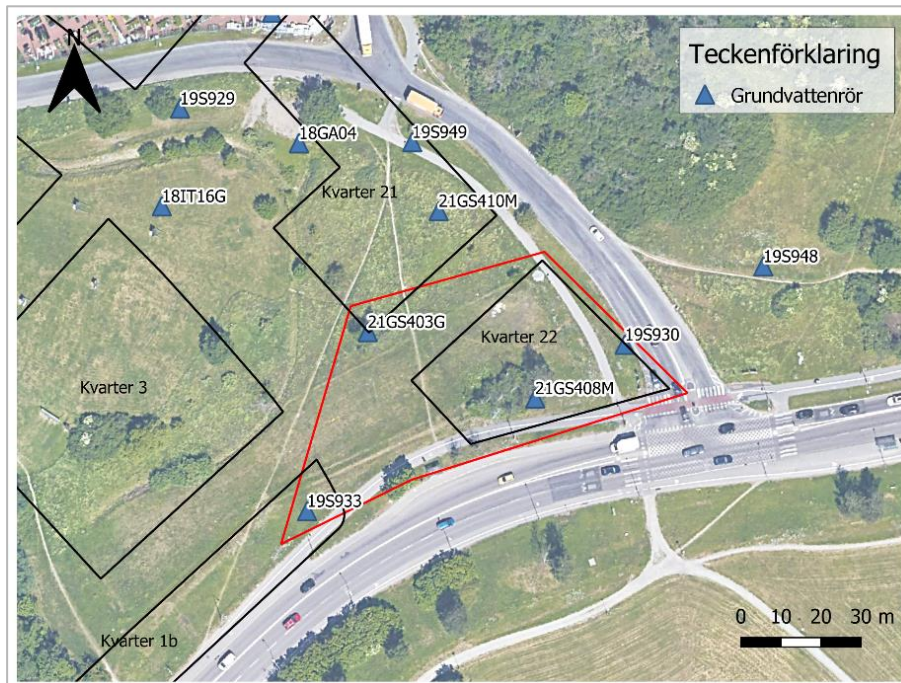 N
Teckenförklaring
Grundvattenrör
19S929
18GA04
19S949
18IT16G
Kvarter 21
21GS410M
19S948
21GS403G
Kvarter 22
19S930
Kvarter 3
21GS408M
19S933
Kvarter 1b
0 10 20 30 m